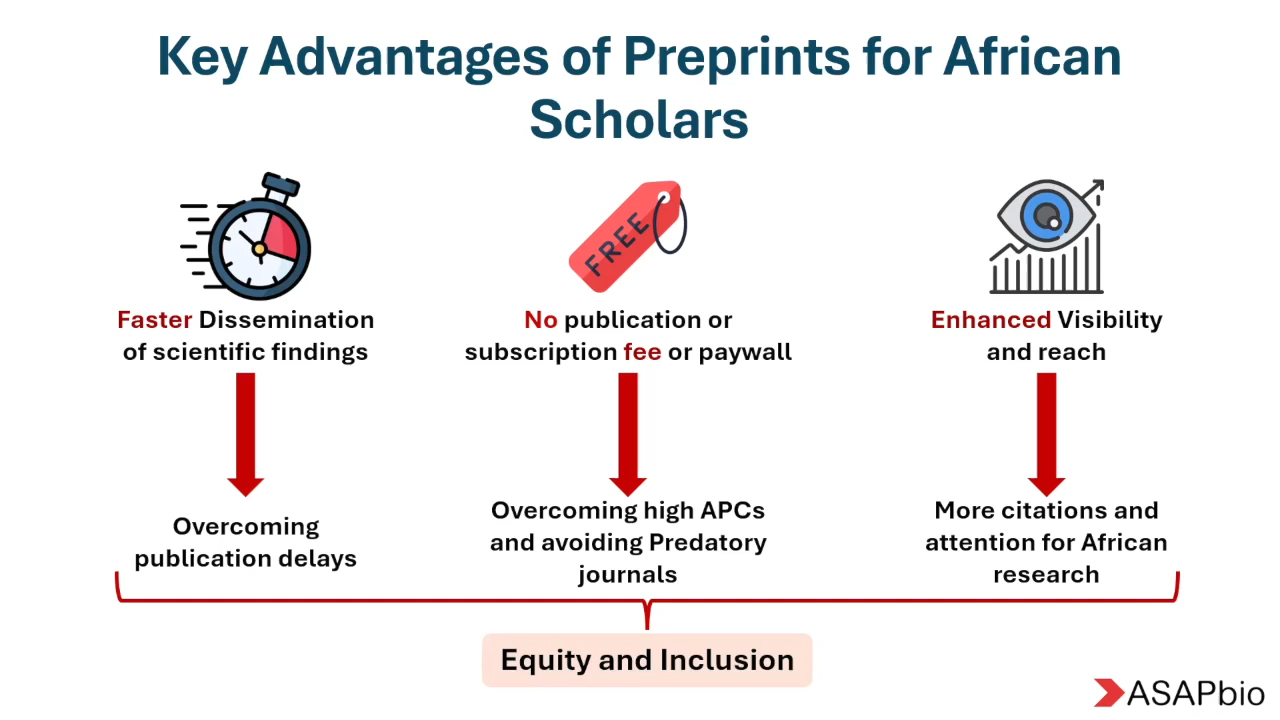 Key Advantages of Preprints for African
Scholars
FREE
Faster Dissemination
of scientific findings
No publication or
subscription fee or paywall
Enhanced Visibility
and reach
Overcoming
publication delays
Overcoming high APCs
and avoiding Predatory
journals
More citations and
attention for African
research
Equity and Inclusion
ASAPbio